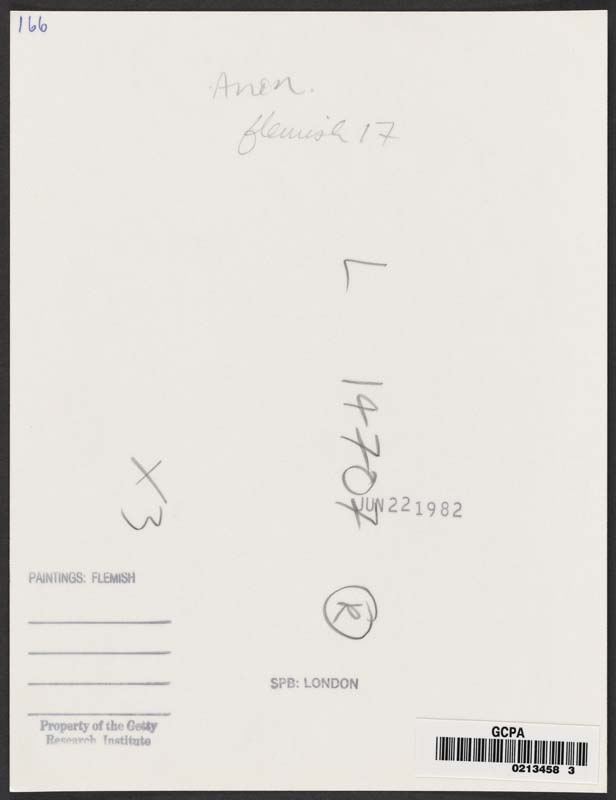 166
Anon.
flemish 17
L 14707
X3
JUN 22 1982
PAINTINGS: FLEMISH
R
SPB: LONDON
Property of the Getty
Research Institute
GCPA
0213458 3